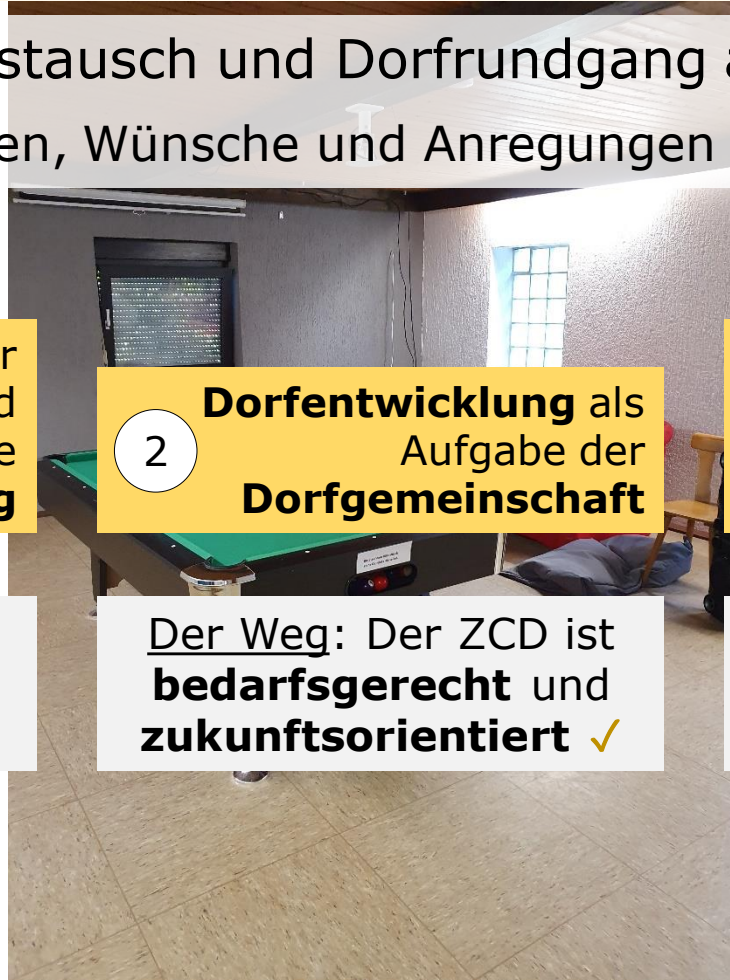 stausch und Dorfrundgang a
en, Wünsche und Anregungen
r
d
e
g
2
Dorfentwicklung als
Aufgabe der
Dorfgemeinschaft
Der Weg: Der ZCD ist
bedarfsgerecht und
zukunftsorientiert ✓